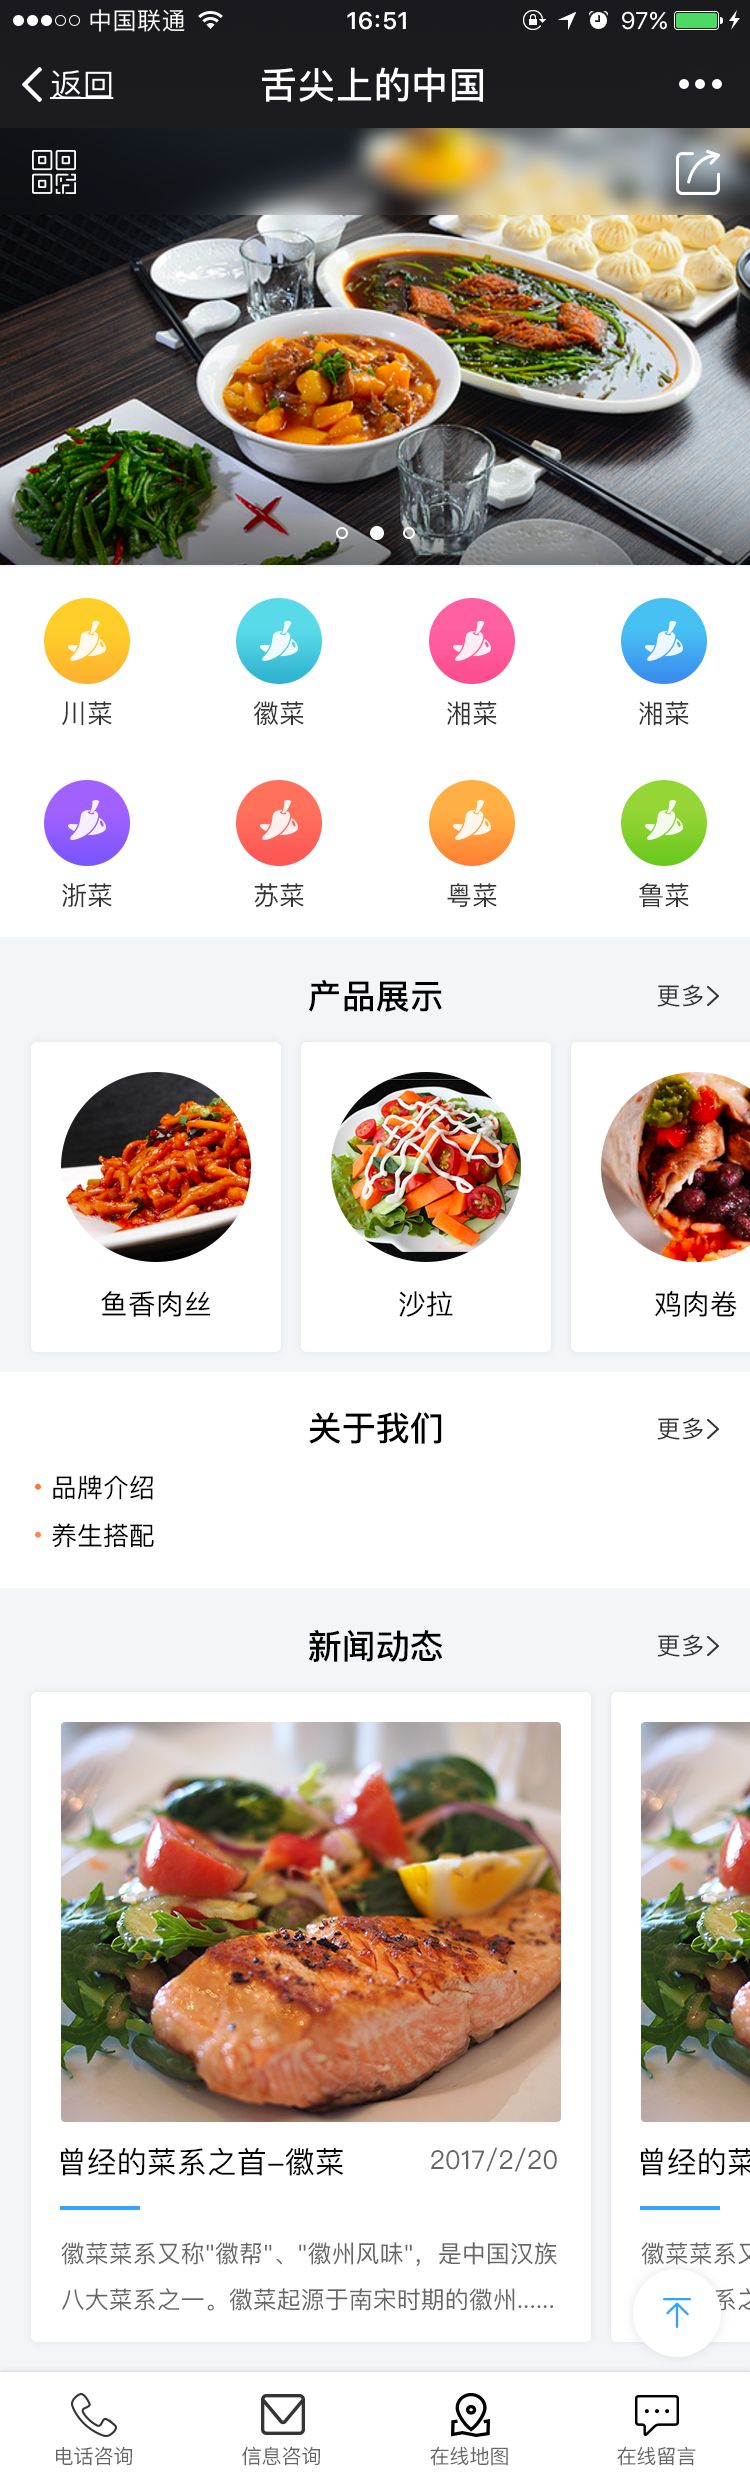 中国联通 16:51 97%
返回 舌尖上的中国
川菜 徽菜 湘菜 湘菜
浙菜 苏菜 粤菜 鲁菜
产品展示 更多
鱼香肉丝 沙拉 鸡肉卷
关于我们 更多
品牌介绍
养生搭配
新闻动态 更多
曾经的菜系之首-徽菜 2017/2/20 曾经的菜
徽菜菜系又称"徽帮"、"徽州风味"，是中国汉族 徽菜菜系又
八大菜系之一。徽菜起源于南宋时期的徽州...... 系之
电话咨询 信息咨询 在线地图 在线留言